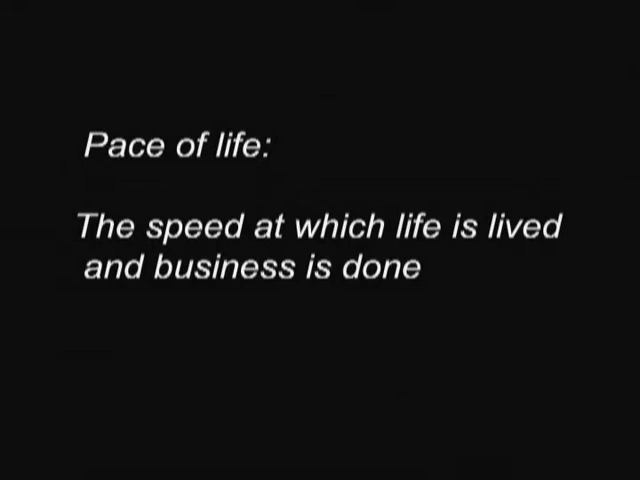 Pace of life:
The speed at which life is lived
and business is done